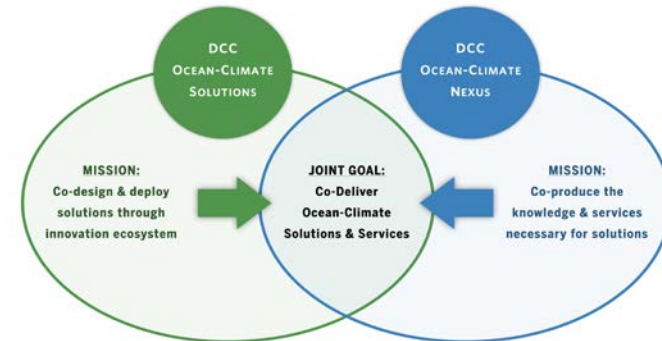 DCC
OCEAN-CLIMATE
SOLUTIONS
DCC
OCEAN-CLIMATE
NEXUS
MISSION:
Co-design & deploy
solutions through
innovation ecosystem
JOINT GOAL:
Co-Deliver
Ocean-Climate
Solutions & Services
MISSION:
Co-produce the
knowledge & services
necessary for solutions